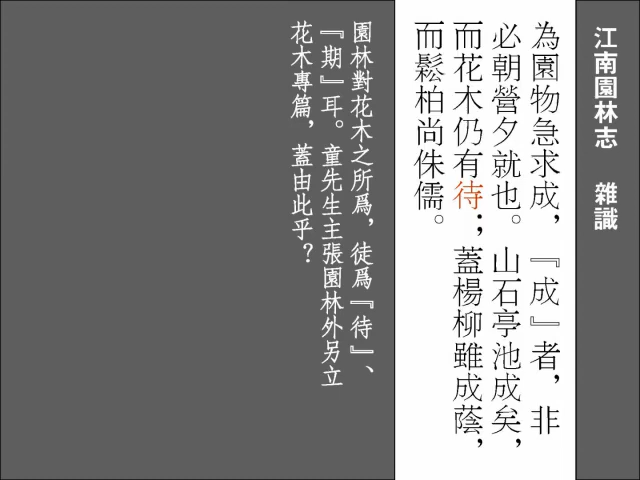 江南園林志　雜識
為園物急求成，『成』者，非
必朝營夕就也。山石亭池成矣，
而花木仍有待；蓋楊柳雖成蔭，
而鬆柏尚侏儒。
園林對花木之所爲，徒爲『待』、
『期』耳。童先生主張園林外另立
花木專篇，蓋由此乎？